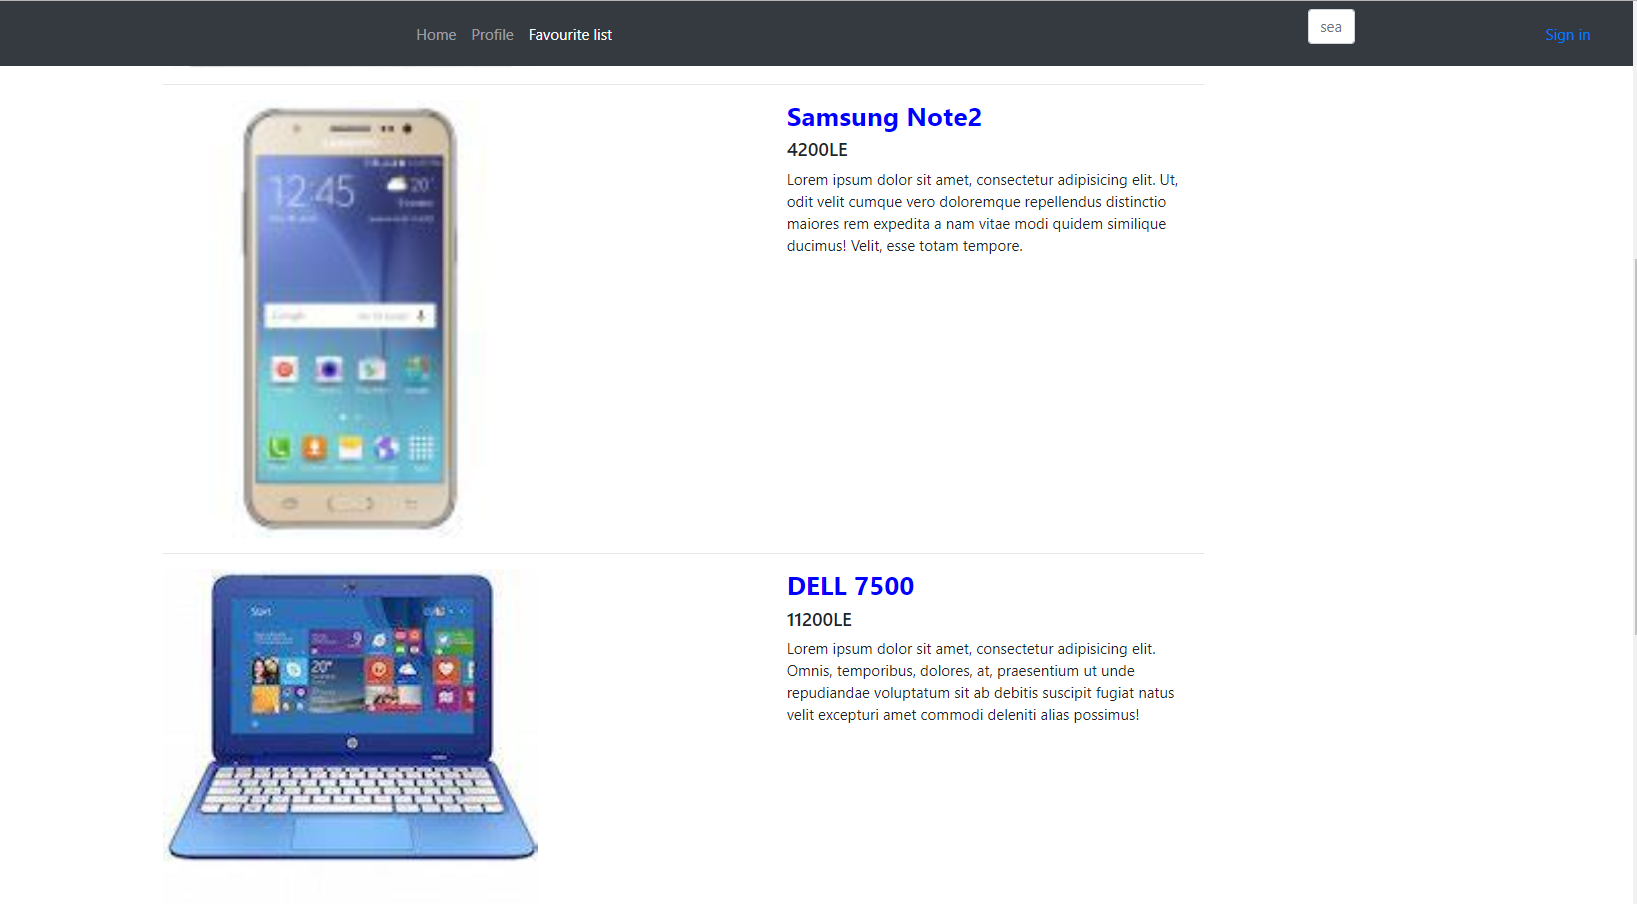 Home Profile Favourite list sea Sign in
Samsung Note2
4200LE
Lorem ipsum dolor sit amet, consectetur adipisicing elit. Ut,
odit velit cumque vero doloremque repellendus distinctio
maiores rem expedita a nam vitae modi quidem similique
ducimus! Velit, esse totam tempore.
12:45
20°
Google
DELL 7500
11200LE
Lorem ipsum dolor sit amet, consectetur adipisicing elit.
Omnis, temporibus, dolores, at, praesentium ut unde
repudiandae voluptatum sit ab debitis suscipit fugiat natus
velit excepturi amet commodi deleniti alias possimus!
Start
9
20°
hp